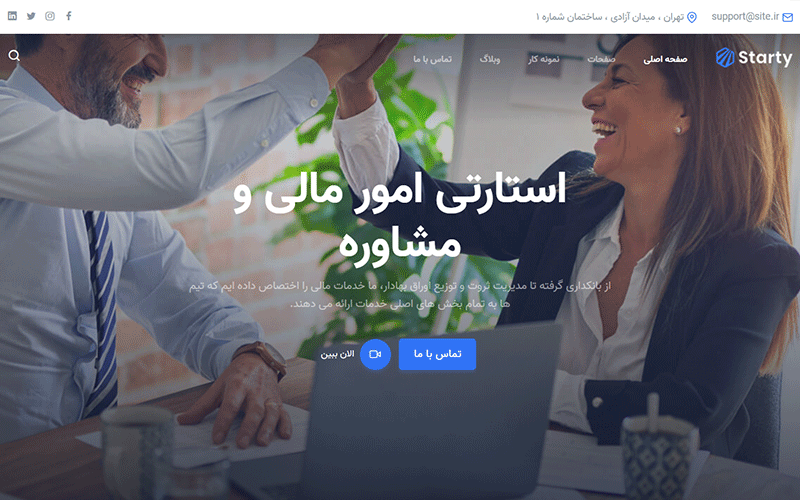 support@site.ir
تهران ، میدان آزادی ، ساختمان شماره ۱
Starty
صفحه اصلی
صفحات
نمونه کار
وبلاگ
تماس با ما
استارتی امور مالی و
مشاوره
از بانکداری گرفته تا مدیریت ثروت و توزیع اوراق بهادار، ما خدمات مالی را اختصاص داده ایم که تیم
ها به تمام بخش های اصلی خدمات ارائه می دهند.
تماس با ما
الان ببین